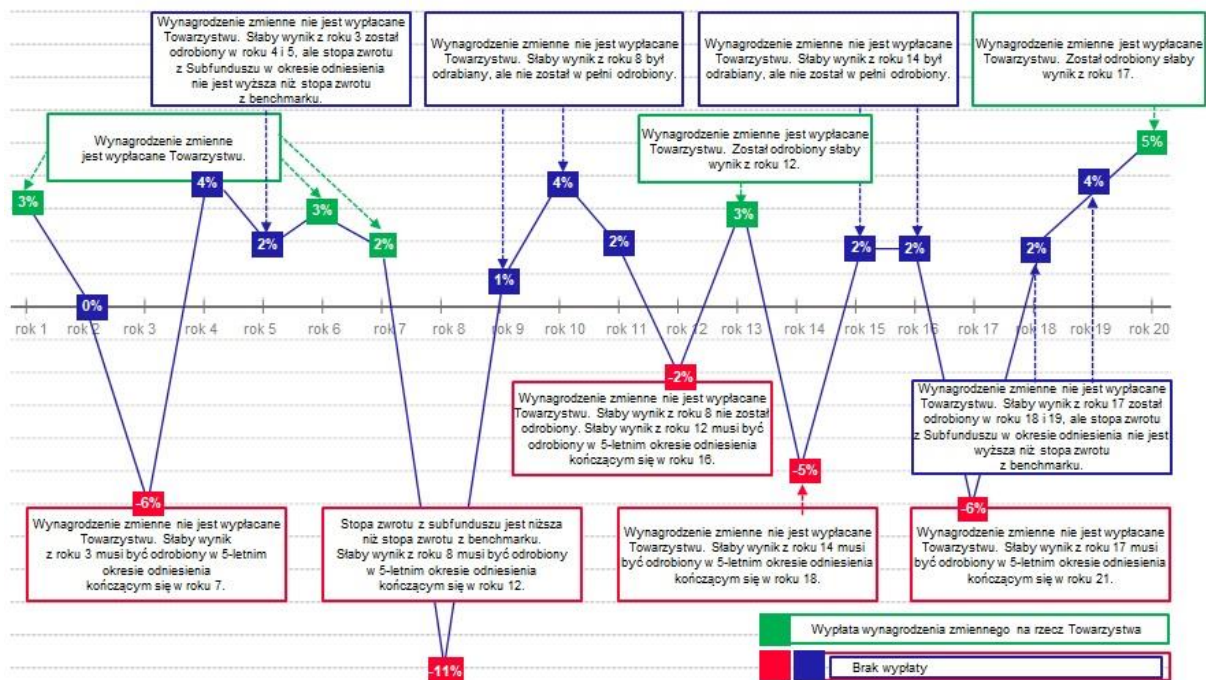 Wynagrodzenie zmienne nie jest wypłacane
Towarzystwu. Słaby wynik z roku 3 został
odrobiony w roku 4 i 5, ale stopa zwrotu
z Subfunduszu w okresie odniesienia
nie jest wyższa niż stopa zwrotu
z benchmarku.
Wynagrodzenie zmienne nie jest wypłacane
Towarzystwu. Słaby wynik z roku 8 był
odrabiany, ale nie został w pełni odrobiony.
Wynagrodzenie zmienne nie jest wypłacane
Towarzystwu. Słaby wynik z roku 14 był
odrabiany, ale nie został w pełni odrobiony.
Wynagrodzenie zmienne jest wypłacane
Towarzystwu. Został odrobiony słaby
wynik z roku 17.
Wynagrodzenie zmienne
jest wypłacane Towarzystwu.
Wynagrodzenie zmienne jest wypłacane
Towarzystwu. Został odrobiony słaby
wynik z roku 12.
3%
0%
-6%
4%
2%
3%
2%
-11%
1%
4%
2%
-2%
3%
-5%
2%
2%
-6%
2%
4%
5%
rok 1
rok 2
rok 3
rok 4
rok 5
rok 6
rok 7
rok 8
rok 9
rok 10
rok 11
rok 12
rok 13
rok 14
rok 15
rok 16
rok 17
rok 18
rok 19
rok 20
Wynagrodzenie zmienne nie jest wypłacane
Towarzystwu. Słaby wynik z roku 8 nie został
odrobiony. Słaby wynik z roku 12 musi być
odrobiony w 5-letnim okresie odniesienia
kończącym się w roku 16.
Wynagrodzenie zmienne nie jest wypłacane
Towarzystwu. Słaby wynik z roku 17 został
odrobiony w roku 18 i 19, ale stopa zwrotu
z Subfunduszu w okresie odniesienia nie jest
wyższa niż stopa zwrotu
z benchmarku.
Wynagrodzenie zmienne nie jest wypłacane
Towarzystwu. Słaby wynik
z roku 3 musi być odrobiony w 5-letnim
okresie odniesienia
kończącym się w roku 7.
Stopa zwrotu z subfunduszu jest niższa
niż stopa zwrotu z benchmarku.
Słaby wynik z roku 8 musi być odrobiony
w 5-letnim okresie odniesienia
kończącym się w roku 12.
Wynagrodzenie zmienne nie jest wypłacane
Towarzystwu. Słaby wynik z roku 14 musi
być odrobiony w 5-letnim okresie odniesienia
kończącym się w roku 18.
Wynagrodzenie zmienne nie jest wypłacane
Towarzystwu. Słaby wynik z roku 17 musi
być odrobiony w 5-letnim okresie odniesienia
kończącym się w roku 21.
Wypłata wynagrodzenia zmiennego na rzecz Towarzystwa
Brak wypłaty